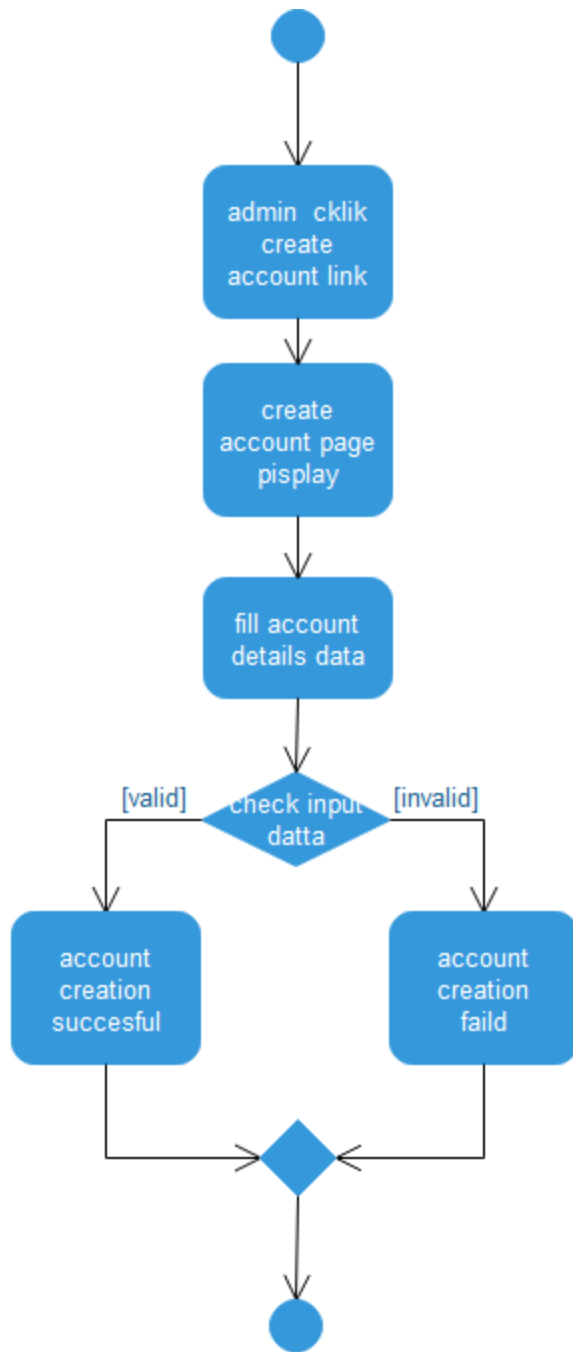 admin cklik
create
account link
create
account page
pisplay
fill account
details data
[valid]
check input
datta
[invalid]
account
creation
succesful
account
creation
faild